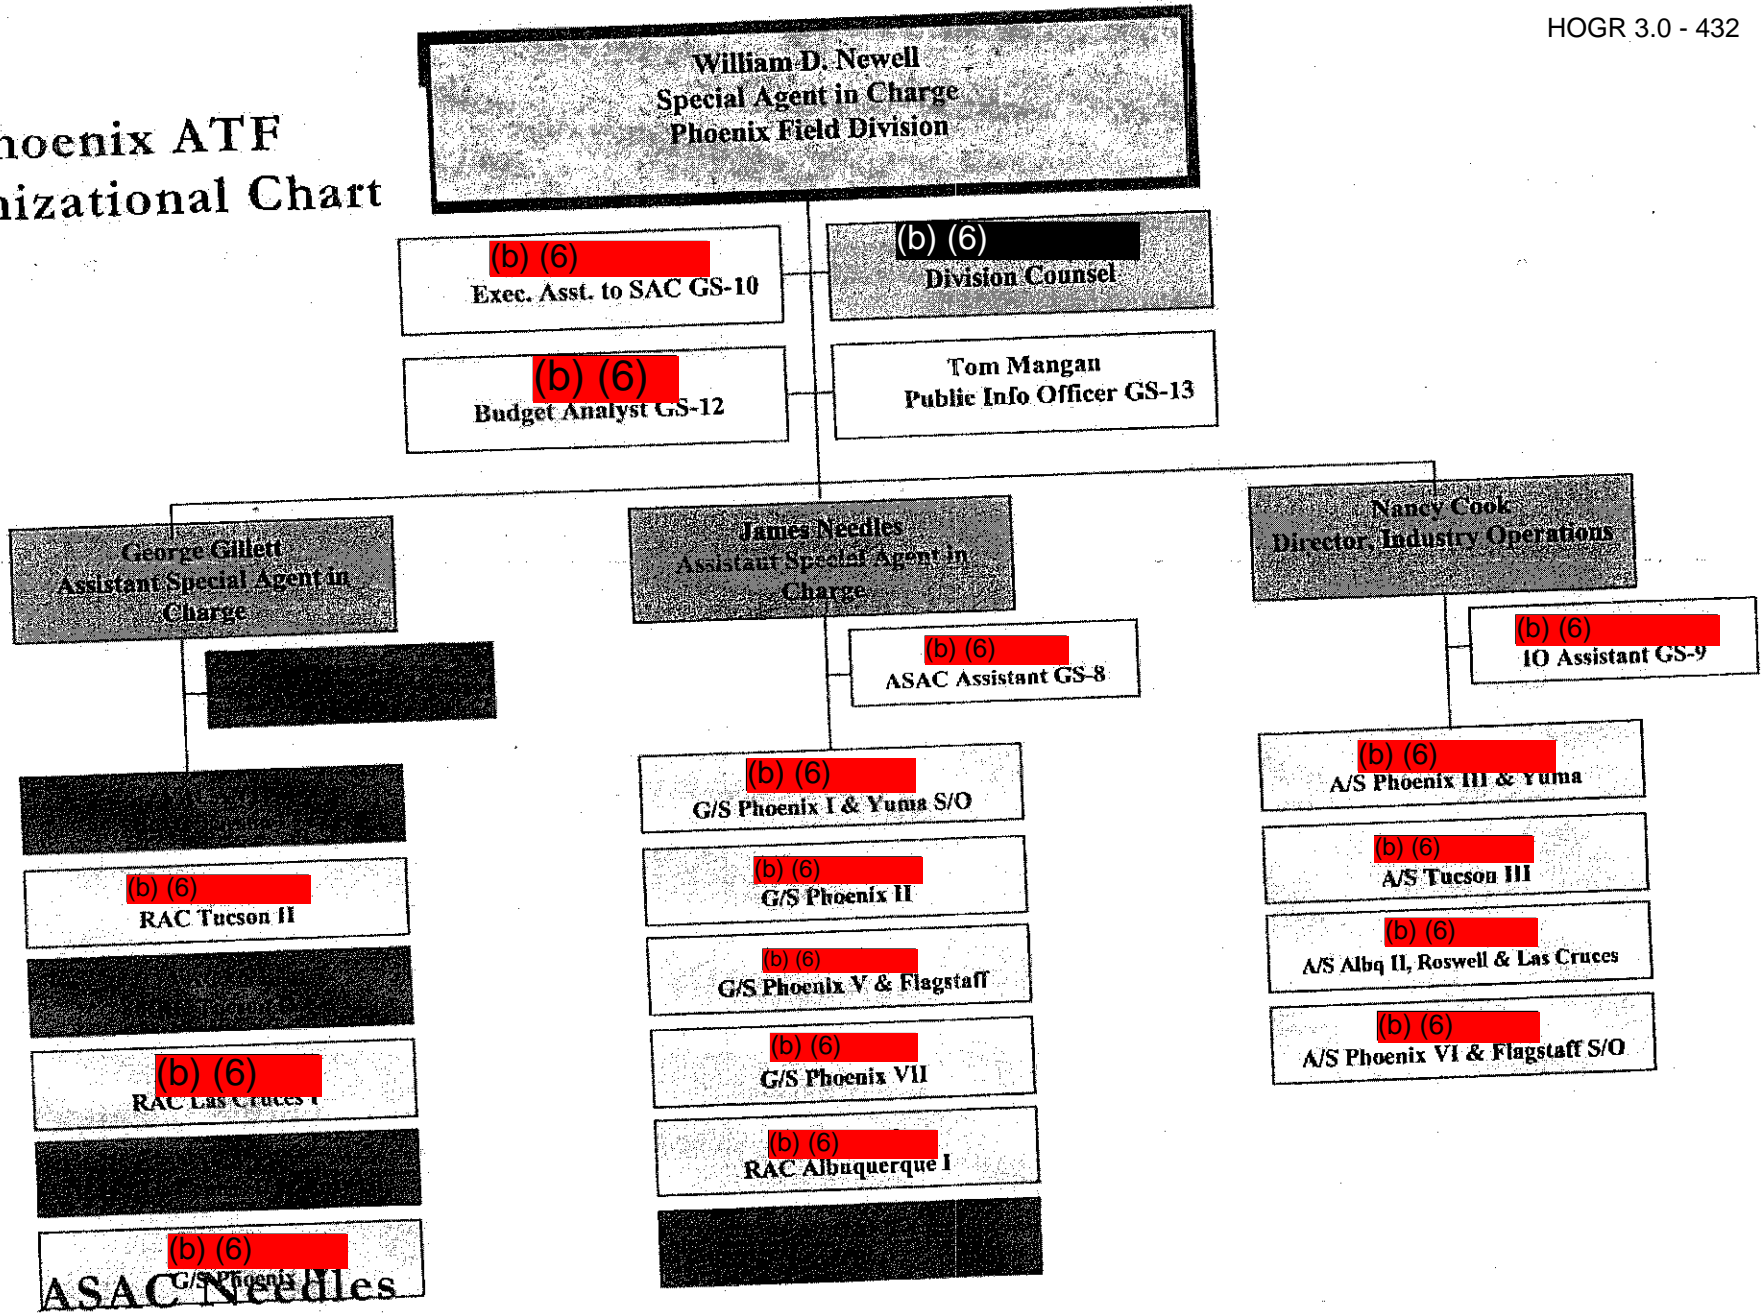 HOGR 3.0 - 432
hoenix ATF
nizational Chart
William D. Newell
Special Agent in Charge
Phoenix Field Division
(b) (6)
Exec. Asst. to SAC GS-10
(b) (6)
Division Counsel
(b) (6)
Budget Analyst GS-12
Tom Mangan
Public Info Officer GS-13
George Gillett
Assistant Special Agent in
Charge
James Needles
Assistant Special Agent in
Charge
Nancy Cook
Director, Industry Operations
(b) (6)
ASAC Assistant GS-8
(b) (6)
IO Assistant GS-9
(b) (6)
RAC Tucson II
(b) (6)
RAC Las Cruces I
(b) (6)
G/S Phoenix
ASAC Needles
(b) (6)
G/S Phoenix I & Yuma S/O
(b) (6)
G/S Phoenix II
(b) (6)
G/S Phoenix V & Flagstaff
(b) (6)
G/S Phoenix VII
(b) (6)
RAC Albuquerque I
(b) (6)
A/S Phoenix III & Yuma
(b) (6)
A/S Tucson III
(b) (6)
A/S Albq II, Roswell & Las Cruces
(b) (6)
A/S Phoenix VI & Flagstaff S/O